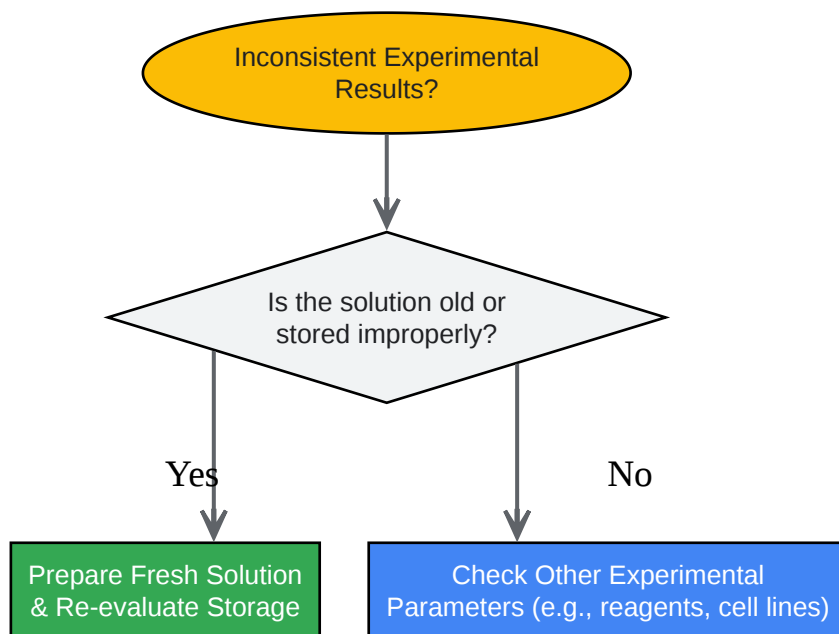 Inconsistent Experimental
Results?
Is the solution old or
stored improperly?
Yes
No
Prepare Fresh Solution
& Re-evaluate Storage
Check Other Experimental
Parameters (e.g., reagents, cell lines)